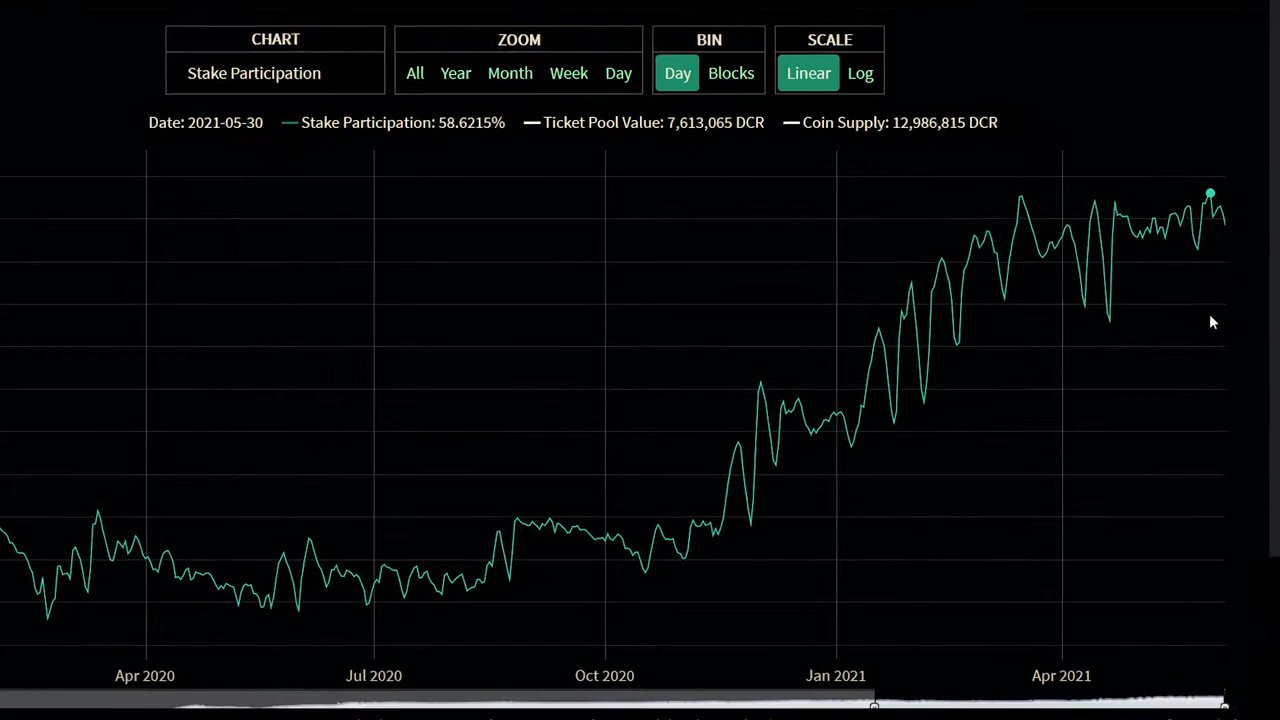 CHART ZOOM BIN SCALE
Stake Participation All Year Month Week Day Day Blocks Linear Log
Date: 2021-05-30 Stake Participation: 58.6215% Ticket Pool Value: 7,613,065 DCR Coin Supply: 12,986,815 DCR
Apr 2020 Jul 2020 Oct 2020 Jan 2021 Apr 2021